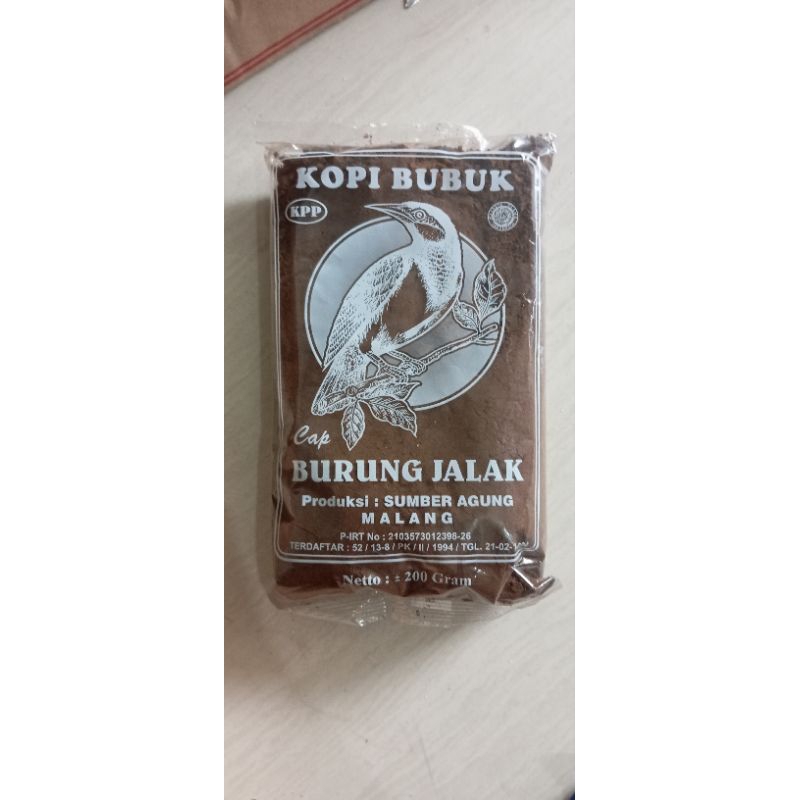 KOPI BUBUK
KPP
Cap
BURUNG JALAK
Produksi : SUMBER AGUNG
MALANG
P-IRT No : 2103573012398-26
TERDAFTAR : 52 / 13-8 / PK / II / 1994 / TGL. 21-02-
Netto : ± 200 Gram